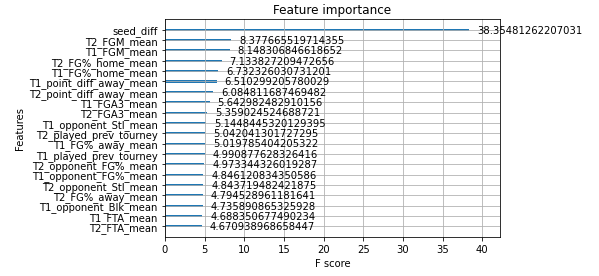 Feature importance
seed_diff 38.35481262207031
T2_FGM_mean 8.377665519714355
T1_FGM_mean 8.148306846618652
T2_FG%_home_mean 7.133827209472656
T1_FG%_home_mean 6.732326030731201
T1_point_diff_away_mean 6.510299205780029
T2_point_diff_away_mean 6.084811687469482
T1_FGA3_mean 5.642982482910156
T2_FGA3_mean 5.359024524688721
T1_opponent_Stl_mean 5.1448445320129395
T2_played_prev_tourney 5.042041301727295
T1_FG%_away_mean 5.019785404205322
T1_played_prev_tourney 4.990877628326416
T2_opponent_FG%_mean 4.973344326019287
T1_opponent_FG%_mean 4.846120834350586
T2_opponent_Stl_mean 4.843719482421875
T2_FG%_away_mean 4.794528961181641
T1_opponent_Blk_mean 4.735890865325928
T1_FTA_mean 4.688350677490234
T2_FTA_mean 4.670938968658447
Features
0 5 10 15 20 25 30 35 40
F score